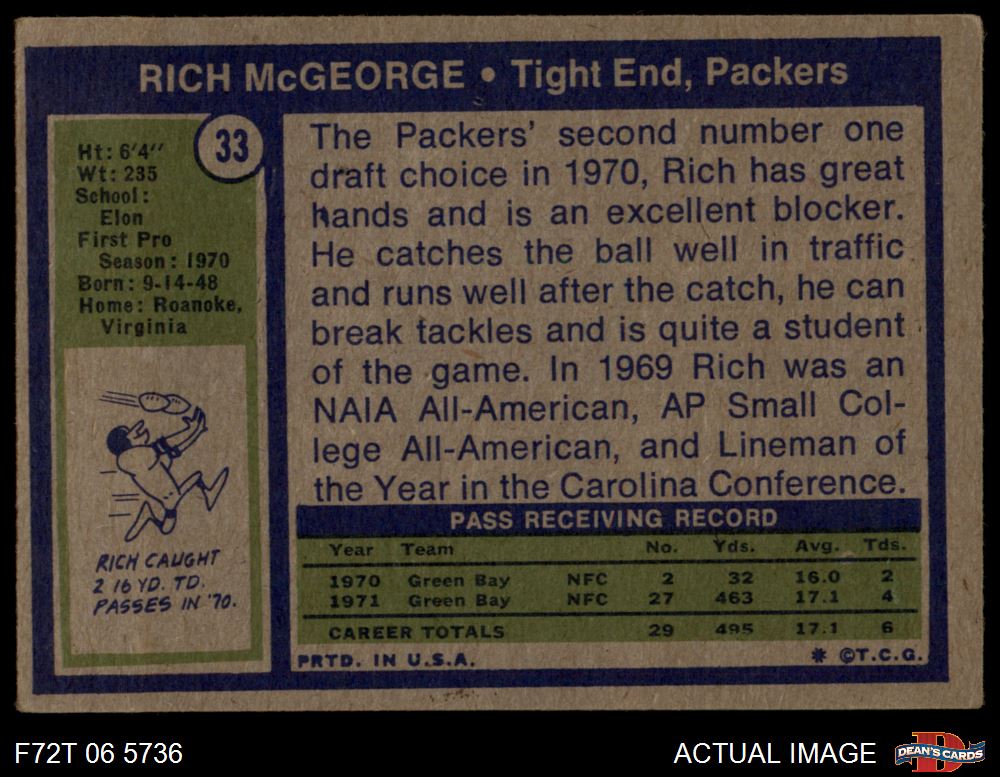 RICH McGEORGE • Tight End, Packers
33
Ht: 6'4''
Wt: 235
School:
Elon
First Pro
Season: 1970
Born: 9-14-48
Home: Roanoke,
Virginia
RICH CAUGHT
2 16 YD. TD.
PASSES IN '70.
The Packers' second number one
draft choice in 1970, Rich has great
hands and is an excellent blocker.
He catches the ball well in traffic
and runs well after the catch, he can
break tackles and is quite a student
of the game. In 1969 Rich was an
NAIA All-American, AP Small Col-
lege All-American, and Lineman of
the Year in the Carolina Conference.
PASS RECEIVING RECORD
Year Team No. Yds. Avg. Tds.
1970 Green Bay NFC 2 32 16.0 2
1971 Green Bay NFC 27 463 17.1 4
CAREER TOTALS 29 495 17.1 6
PRTD. IN U.S.A. * ©T.C.G.
F72T 06 5736 ACTUAL IMAGE
D
DEAN'S CARDS